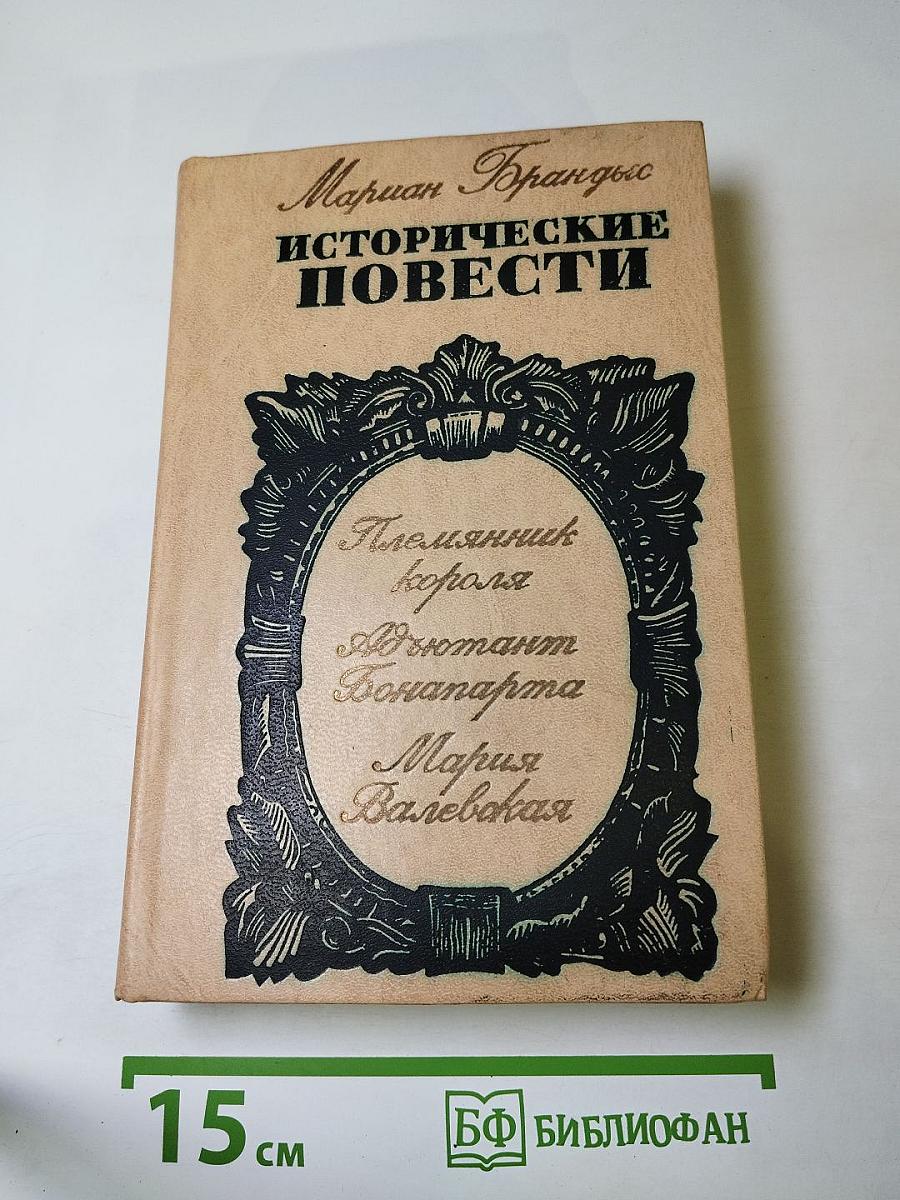 Мариан Брандыс
ИСТОРИЧЕСКИЕ
ПОВЕСТИ
Племянник
короля
Адъютант
Бонапарта
Мария
Валевская
15 см
БФ БИБЛИОФАН